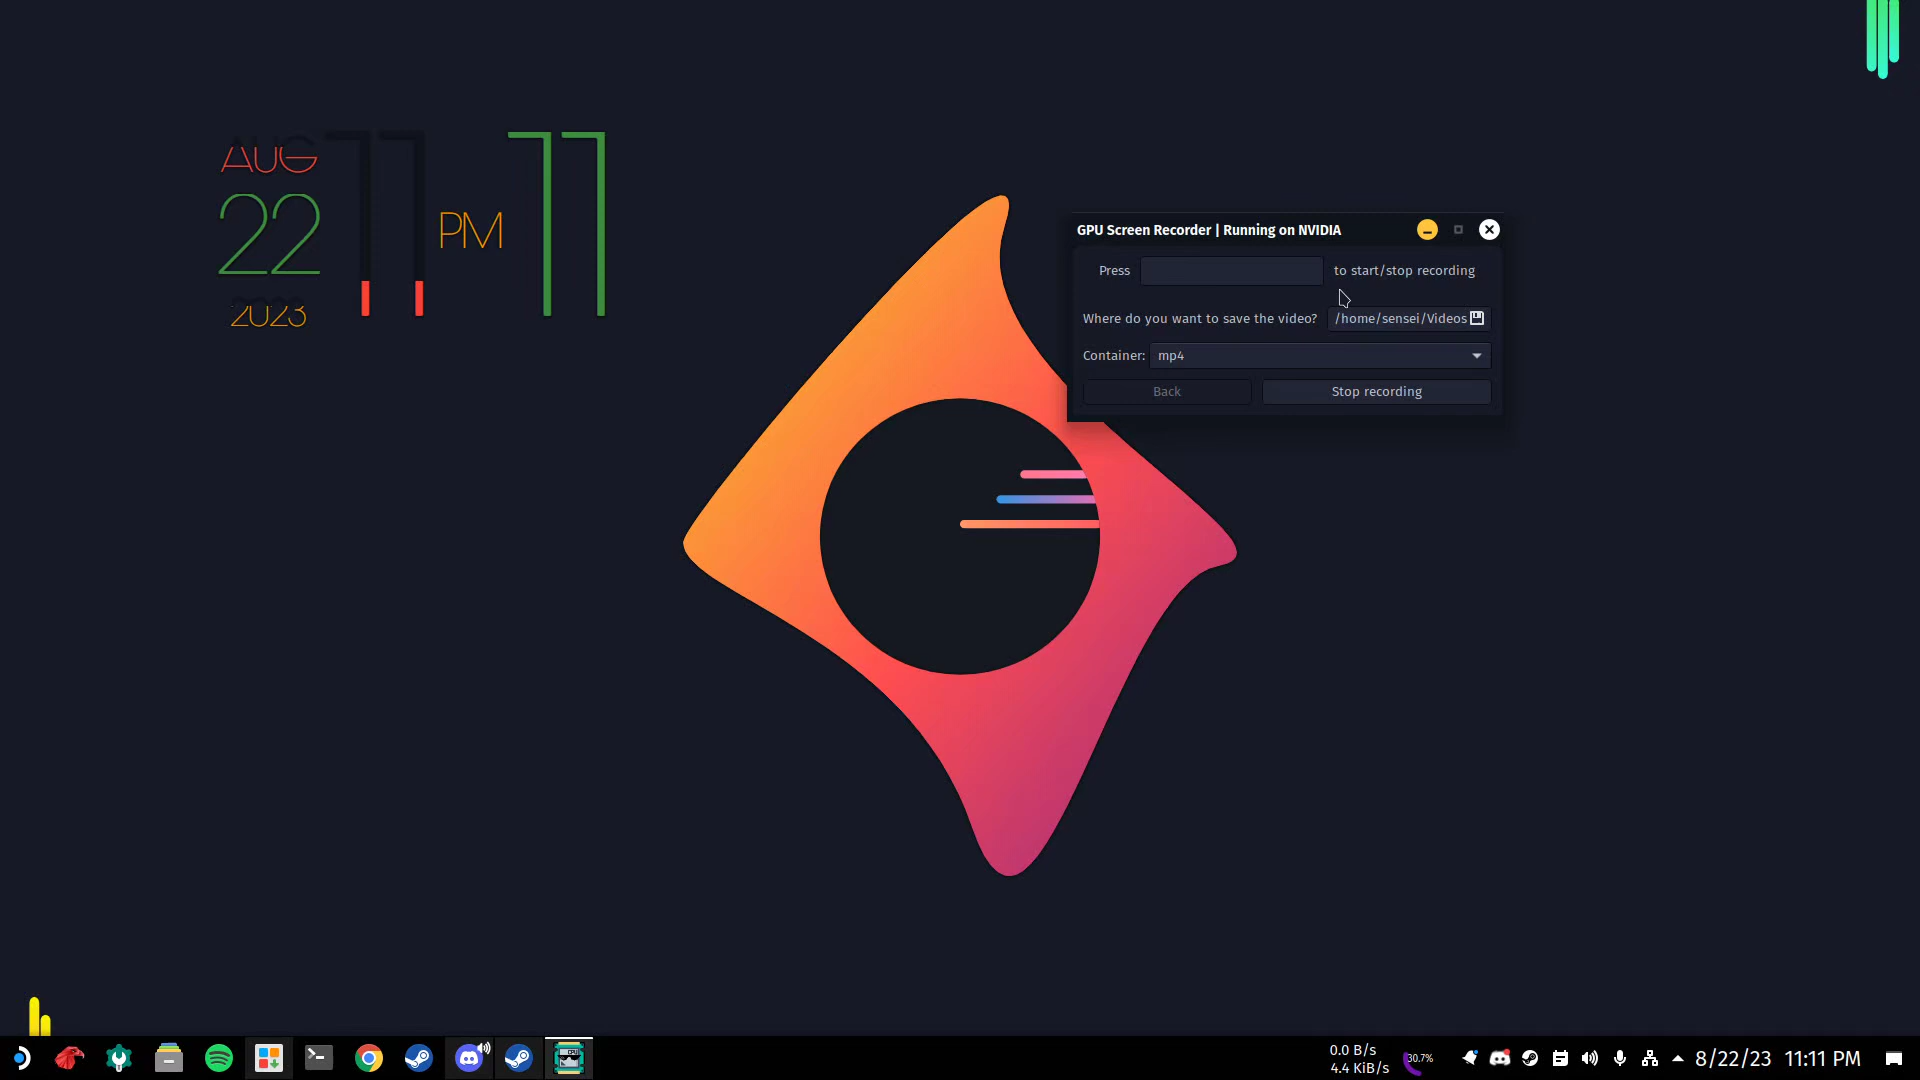 AUG
22
2023
11
PM
11
GPU Screen Recorder | Running on NVIDIA
Press
to start/stop recording
Where do you want to save the video?
/home/sensei/Videos
Container:
mp4
Back
Stop recording
0.0 B/s
4.4 KiB/s
30.7%
8/22/23
11:11 PM